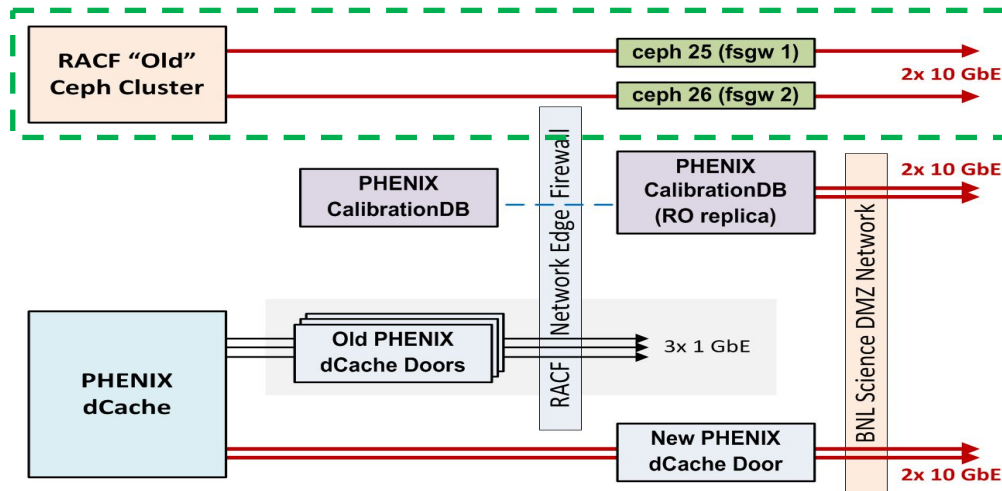 RACF “Old”
Ceph Cluster
ceph 25 (fsgw 1)
2x 10 GbE
ceph 26 (fsgw 2)
RACF Network Edge Firewall
PHENIX
CalibrationDB
PHENIX
CalibrationDB
(RO replica)
2x 10 GbE
BNL Science DMZ Network
PHENIX
dCache
Old PHENIX
dCache Doors
3x 1 GbE
New PHENIX
dCache Door
2x 10 GbE